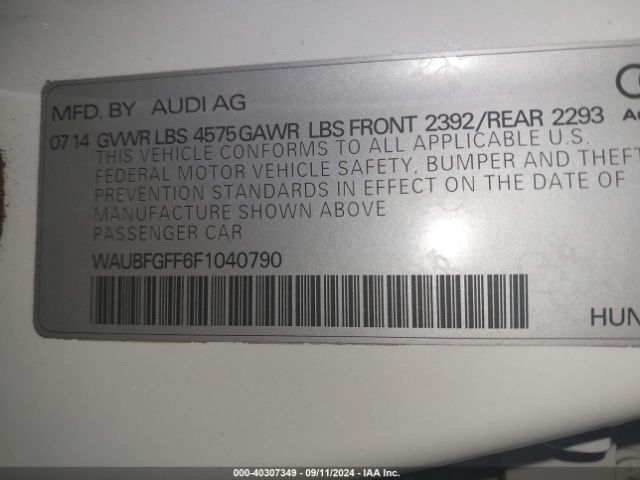 MFD. BY AUDI AG
0714 GVWR LBS 4575 GAWR LBS FRONT 2392/REAR 2293
THIS VEHICLE CONFORMS TO ALL APPLICABLE U.S.
FEDERAL MOTOR VEHICLE SAFETY, BUMPER AND THEFT
PREVENTION STANDARDS IN EFFECT ON THE DATE OF
MANUFACTURE SHOWN ABOVE
PASSENGER CAR
WAUBFGFF6F1040790
HUN
000-40307349 - 09/11/2024 - IAA Inc.